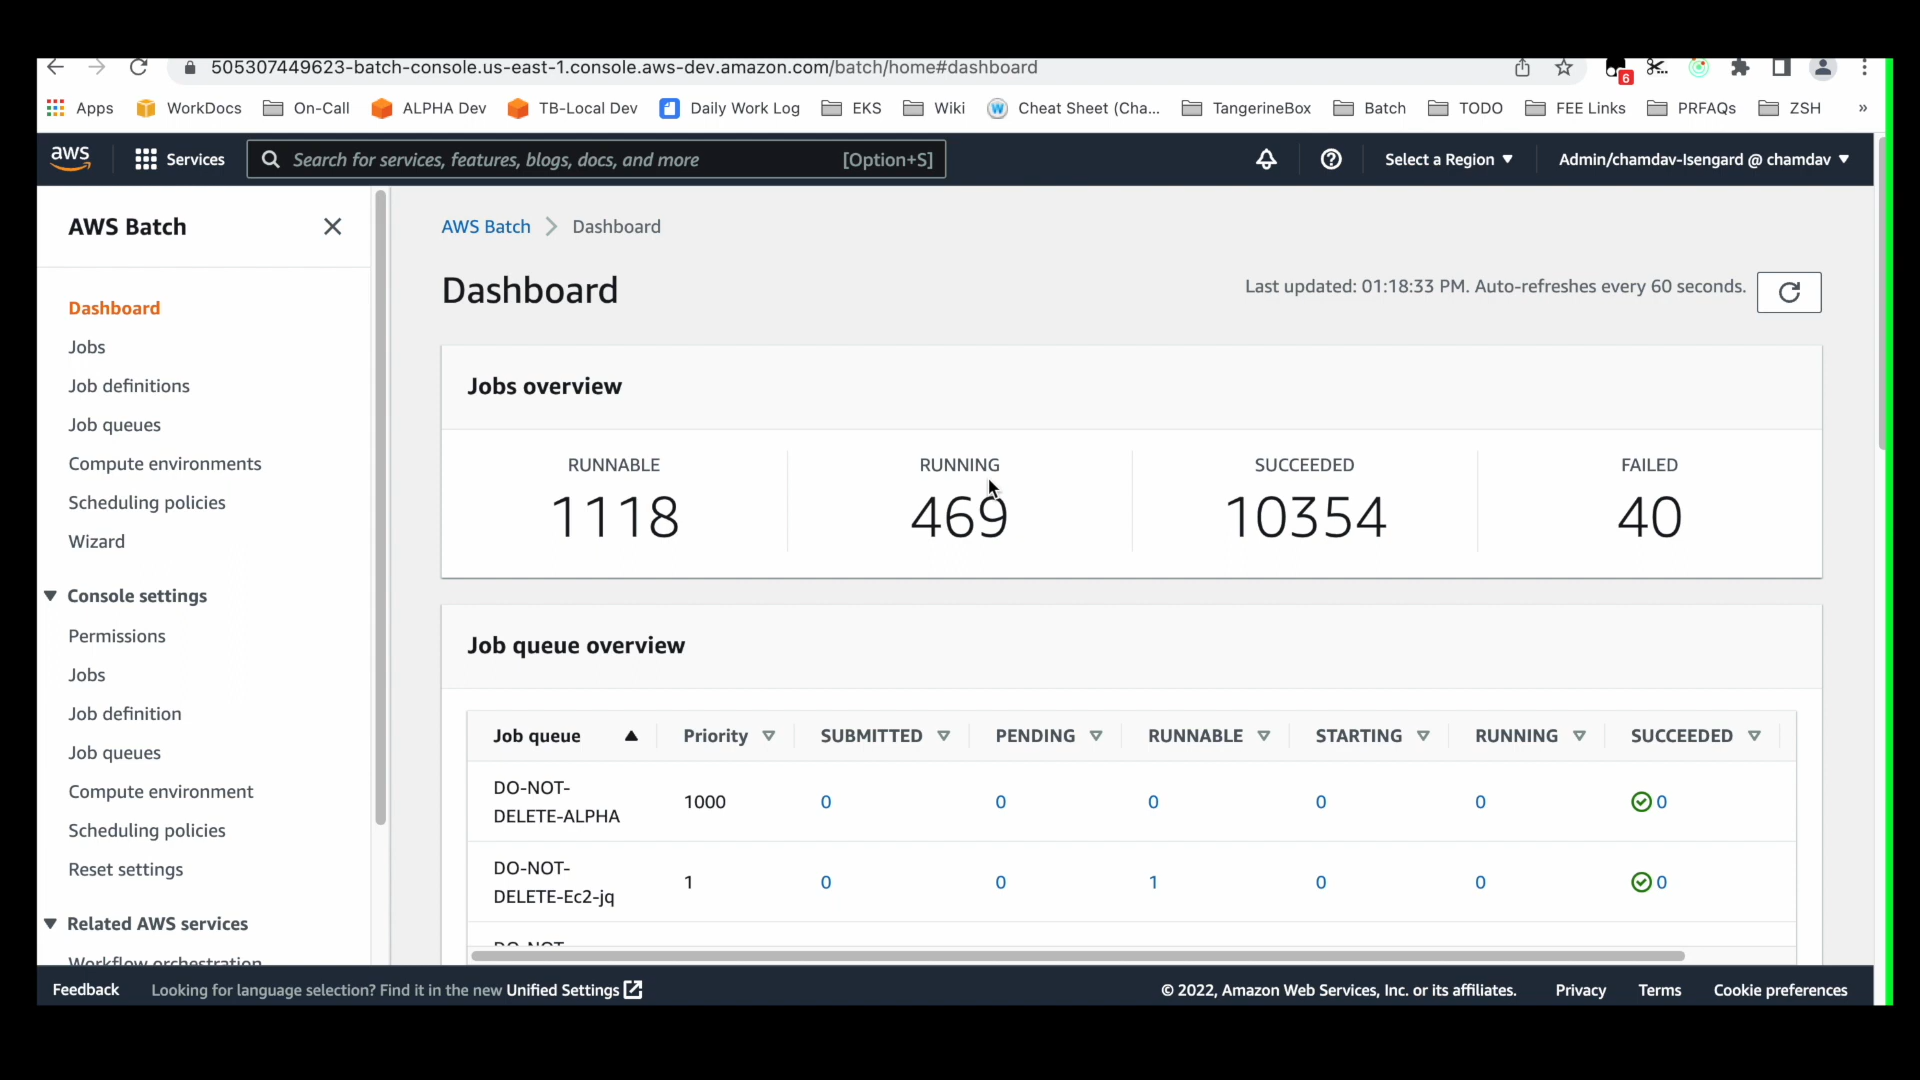 505307449623-batch-console.us-east-1.console.aws-dev.amazon.com/batch/home#dashboard
6
Apps WorkDocs On-Call ALPHA Dev TB-Local Dev Daily Work Log EKS Wiki Cheat Sheet (Cha... TangerineBox Batch TODO FEE Links PRFAQs ZSH »
aws Services Search for services, features, blogs, docs, and more [Option+S] Select a Region Admin/chamdav-Isengard @ chamdav
AWS Batch
Dashboard
Jobs
Job definitions
Job queues
Compute environments
Scheduling policies
Wizard
Console settings
Permissions
Jobs
Job definition
Job queues
Compute environment
Scheduling policies
Reset settings
Related AWS services
Workflow orchestration
AWS Batch Dashboard
Dashboard
Last updated: 01:18:33 PM. Auto-refreshes every 60 seconds.
Jobs overview
RUNNABLE RUNNING SUCCEEDED FAILED
1118 469 10354 40
Job queue overview
Job queue Priority SUBMITTED PENDING RUNNABLE STARTING RUNNING SUCCEEDED
DO-NOT-
DELETE-ALPHA 1000 0 0 0 0 0 0
DO-NOT-
DELETE-Ec2-jq 1 0 0 1 0 0 0
DO-NOT-
Feedback Looking for language selection? Find it in the new Unified Settings © 2022, Amazon Web Services, Inc. or its affiliates. Privacy Terms Cookie preferences